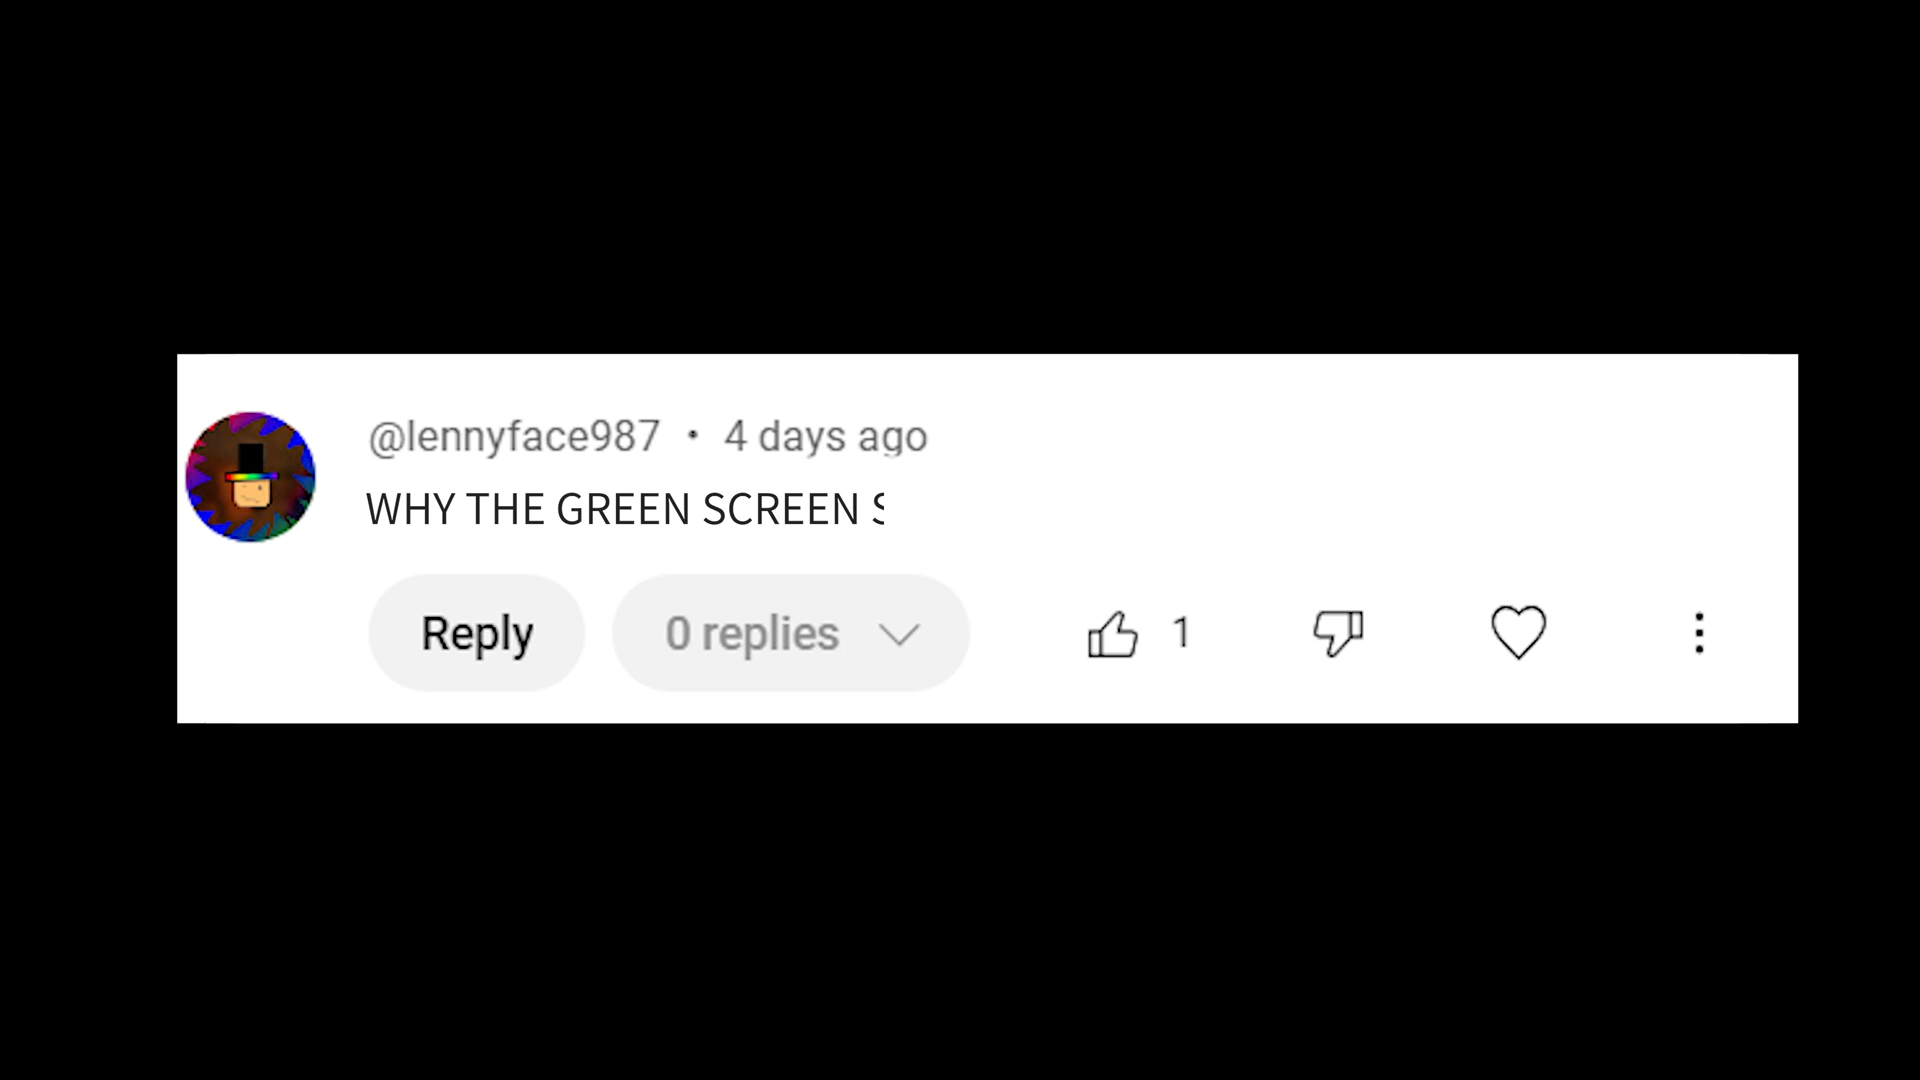 @lennyface987 • 4 days ago
WHY THE GREEN SCREEN
Reply
0 replies
1